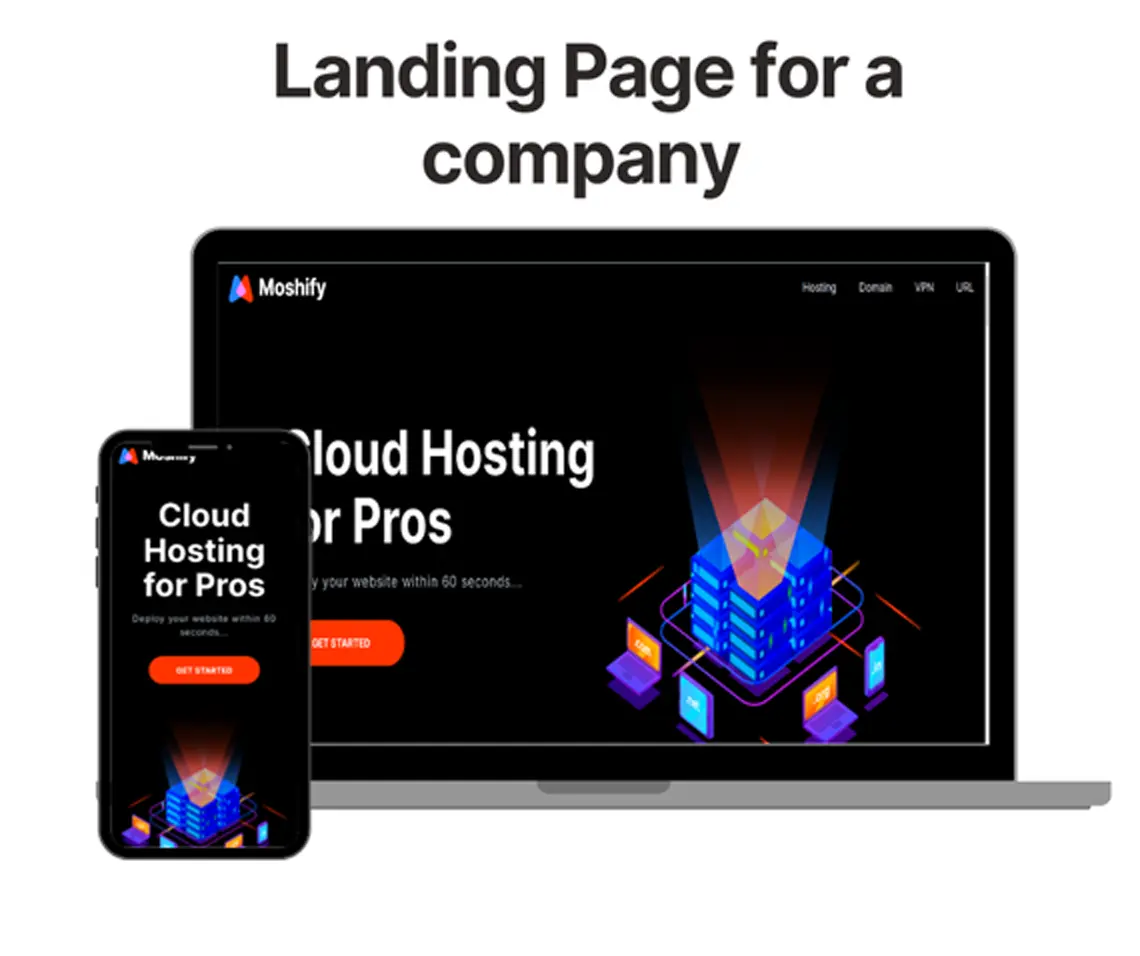 Landing Page for a
company
Moshify
Hosting Domain VPN URL
Cloud Hosting
for Pros
y your website within 60 seconds...
GET STARTED
Moshify
Cloud
Hosting
for Pros
Deploy your website within 60
seconds...
GET STARTED
.com
.net
.org
.in